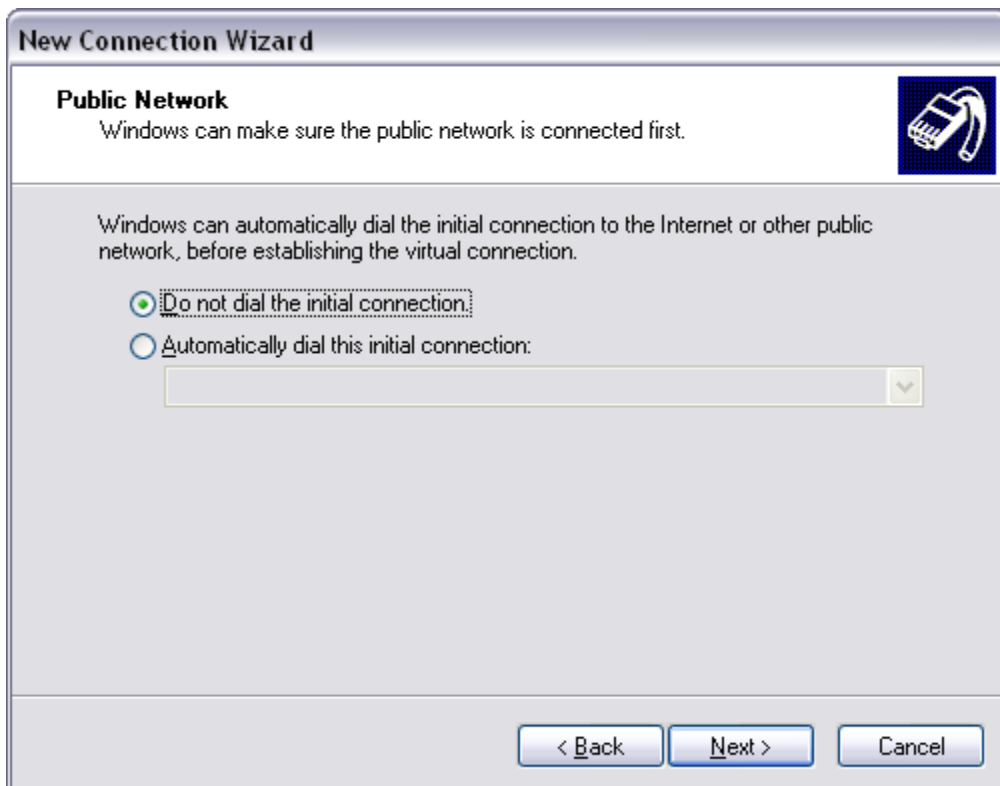 New Connection Wizard
Public Network
Windows can make sure the public network is connected first.
Windows can automatically dial the initial connection to the Internet or other public
network, before establishing the virtual connection.
Do not dial the initial connection.
Automatically dial this initial connection:
< Back Next > Cancel